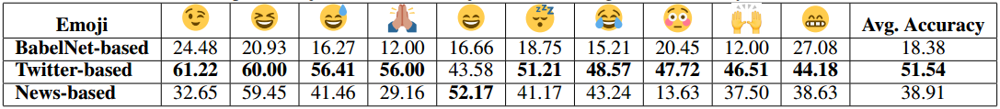 Emoji 😉 😆 😅 🙏 😄 😴 😂 😳 🙌 😁 Avg. Accuracy
BabelNet-based 24.48 20.93 16.27 12.00 16.66 18.75 15.21 20.45 12.00 27.08 18.38
Twitter-based 61.22 60.00 56.41 56.00 43.58 51.21 48.57 47.72 46.51 44.18 51.54
News-based 32.65 59.45 41.46 29.16 52.17 41.17 43.24 13.63 37.50 38.63 38.91